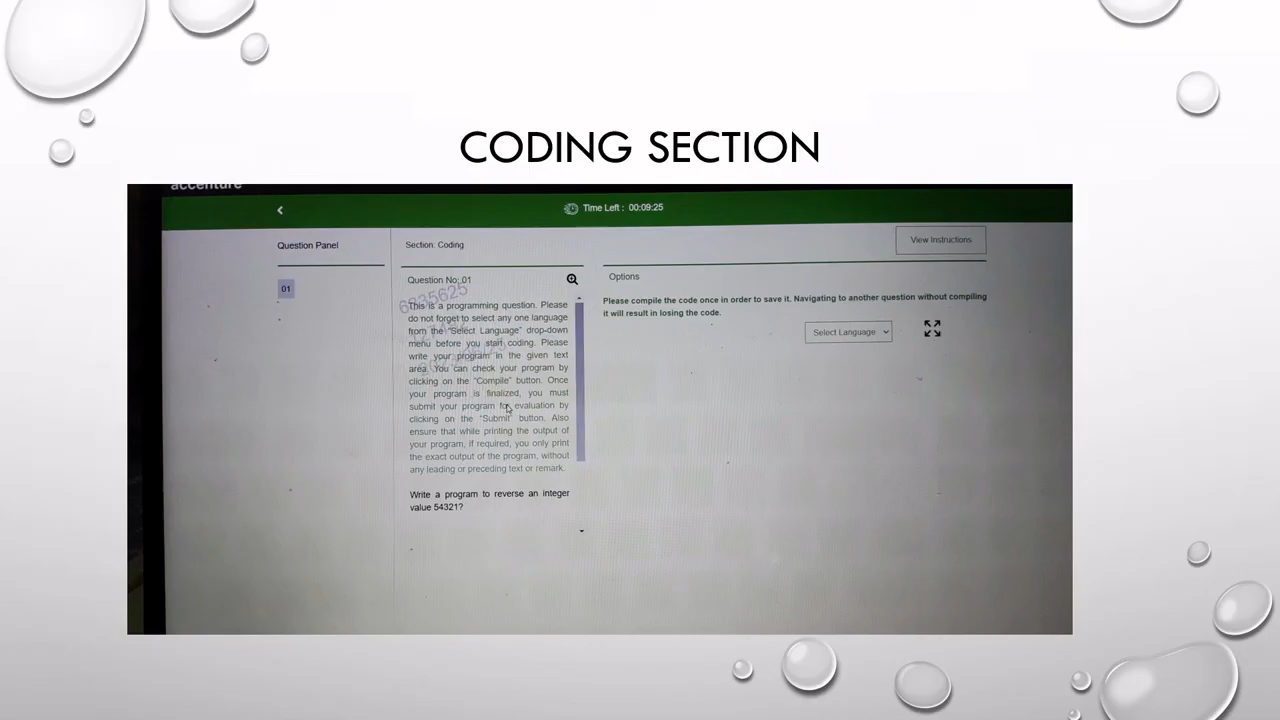 CODING SECTION
accenture
Time Left : 00:09:25
Question Panel
Section: Coding
View Instructions
01
Question No: 01
Options
6835625
This is a programming question. Please
do not forget to select any one language
from the "Select Language" drop-down
menu before you start coding. Please
write your program in the given text
area. You can check your program by
clicking on the "Compile" button. Once
your program is finalized, you must
submit your program for evaluation by
clicking on the "Submit" button. Also
ensure that while printing the output of
your program, if required, you only print
the exact output of the program, without
any leading or preceding text or remark.
Write a program to reverse an integer
value 54321?
Please compile the code once in order to save it. Navigating to another question without compiling
it will result in losing the code.
Select Language